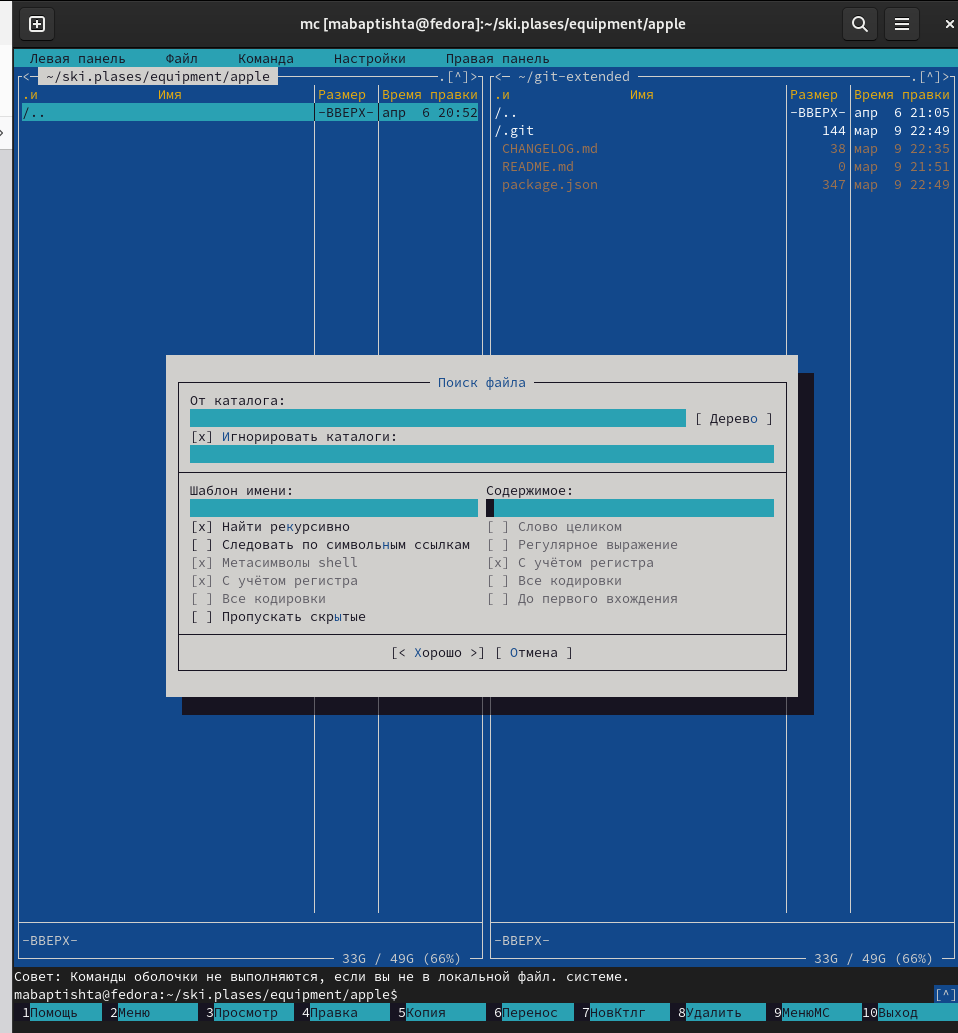 mc [mabaptishta@fedora]:~/ski.plases/equipment/apple
Левая панель Файл Команда Настройки Правая панель
<─ ~/ski.plases/equipment/apple .[^]> <─ ~/git-extended .[^]>
.и Имя Размер Время правки .и Имя Размер Время правки
/.. -ВВЕРХ- апр 6 20:52 /.. -ВВЕРХ- апр 6 21:05
/.git 144 мар 9 22:49
CHANGELOG.md 38 мар 9 22:35
README.md 0 мар 9 21:51
package.json 347 мар 9 22:49
Поиск файла
От каталога:
[ Дерево ]
[x] Игнорировать каталоги:
Шаблон имени: Содержимое:
[x] Найти рекурсивно [ ] Слово целиком
[ ] Следовать по символьным ссылкам [ ] Регулярное выражение
[x] Метасимволы shell [x] С учётом регистра
[x] С учётом регистра [ ] Все кодировки
[ ] Все кодировки [ ] До первого вхождения
[ ] Пропускать скрытые
[< Хорошо >] [ Отмена ]
-ВВЕРХ- -ВВЕРХ-
33G / 49G (66%) 33G / 49G (66%)
Совет: Команды оболочки не выполняются, если вы не в локальной файл. системе.
mabaptishta@fedora:~/ski.plases/equipment/apple$ [^]
1Помощь 2Меню 3Просмотр 4Правка 5Копия 6Перенос 7НовКтлг 8Удалить 9МенюMC 10Выход